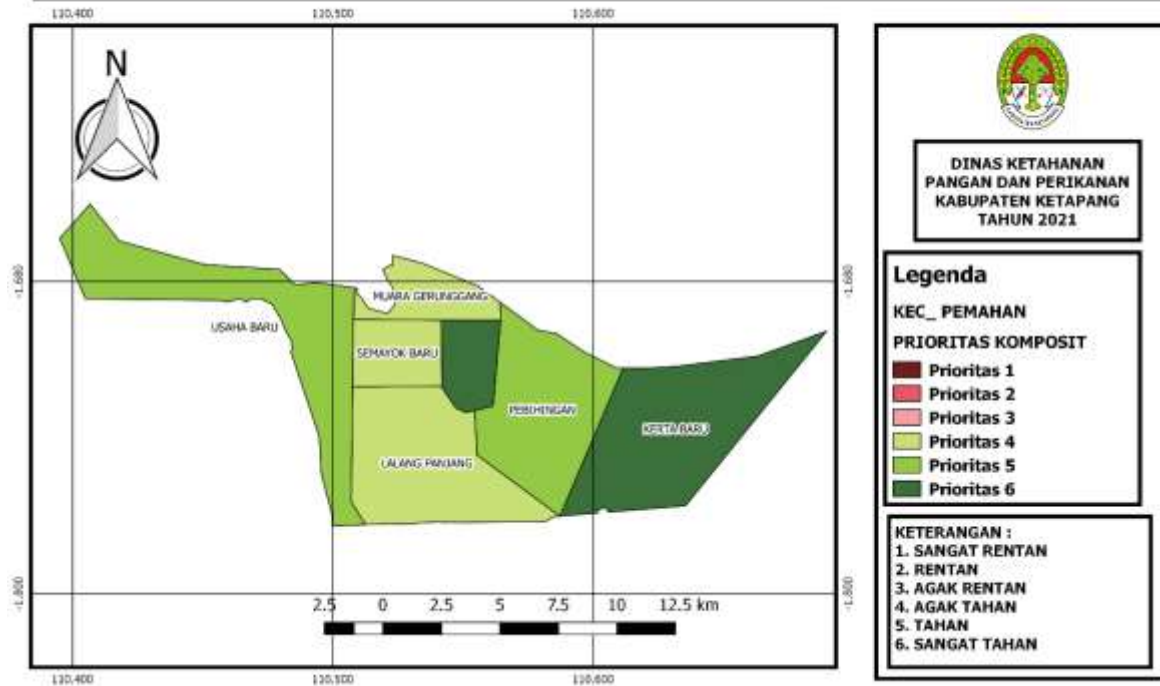 110.400
110.500
110.600
N
-1.680
-1.680
USAHA BARU
MUARA GERUNGGANG
SEMAYOK BARU
PEBIHINGAN
KERTA BARU
LALANG PANJANG
-1.800
-1.800
2.5 0 2.5 5 7.5 10 12.5 km
110.400
110.500
110.600
DINAS KETAHANAN
PANGAN DAN PERIKANAN
KABUPATEN KETAPANG
TAHUN 2021
Legenda
KEC_ PEMAHAN
PRIORITAS KOMPOSIT
Prioritas 1
Prioritas 2
Prioritas 3
Prioritas 4
Prioritas 5
Prioritas 6
KETERANGAN :
1. SANGAT RENTAN
2. RENTAN
3. AGAK RENTAN
4. AGAK TAHAN
5. TAHAN
6. SANGAT TAHAN